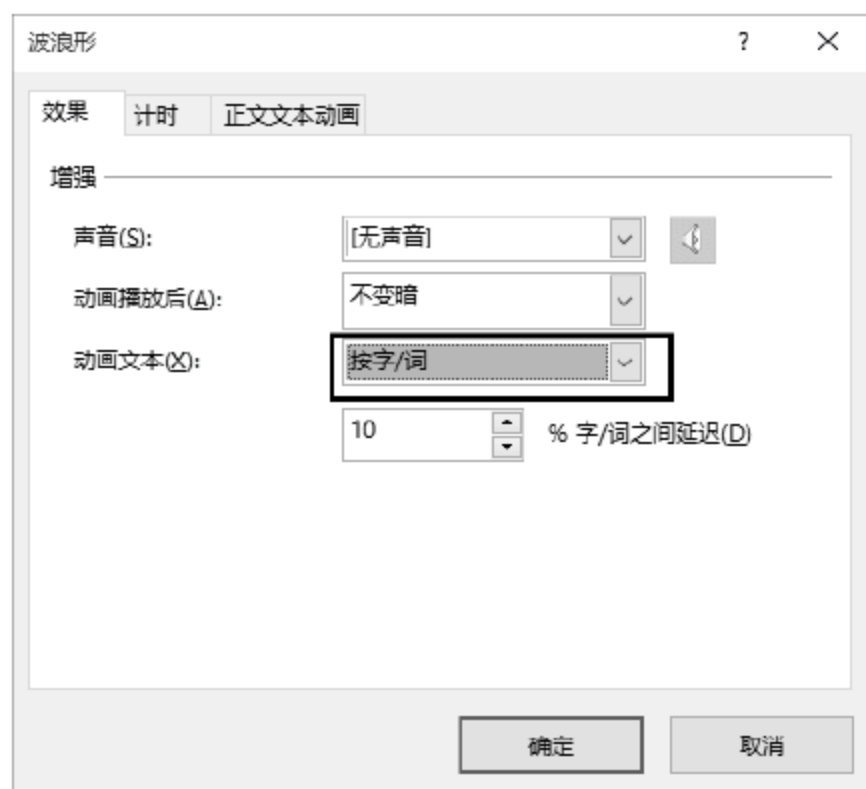 波浪形 ?
效果 计时 正文文本动画
增强
声音(S): [无声音]
动画播放后(A): 不变暗
动画文本(X): 按字/词
10 % 字/词之间延迟(D)
确定 取消